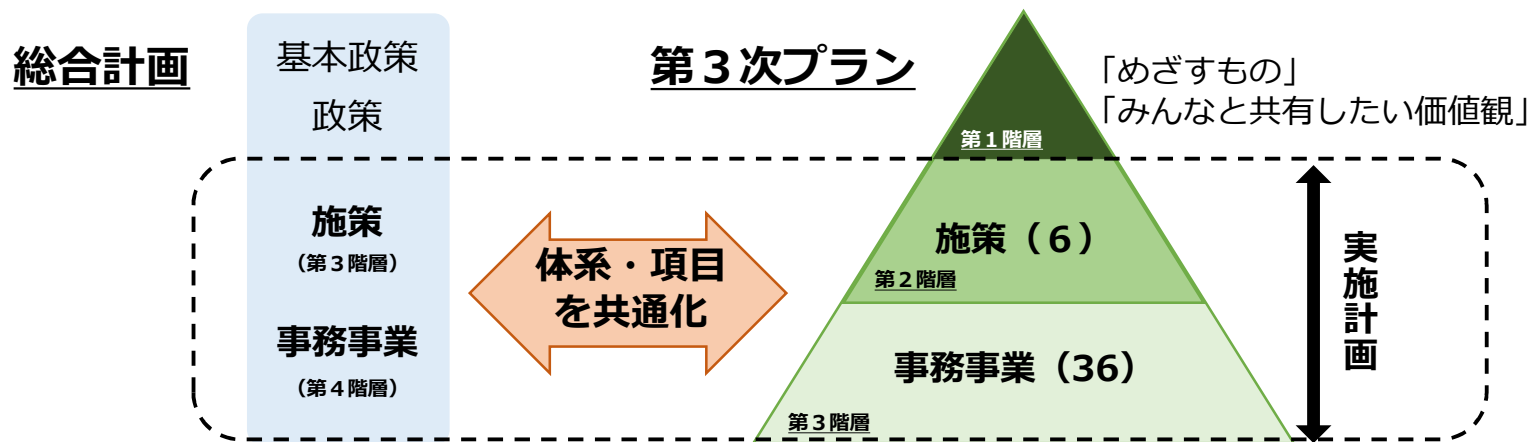 総合計画
基本政策
政策
施策
（第３階層）
事務事業
（第４階層）
体系・項目
を共通化
第３次プラン
「めざすもの」
「みんなと共有したい価値観」
第１階層
施策（６）
第２階層
事務事業（36）
第３階層
実施計画